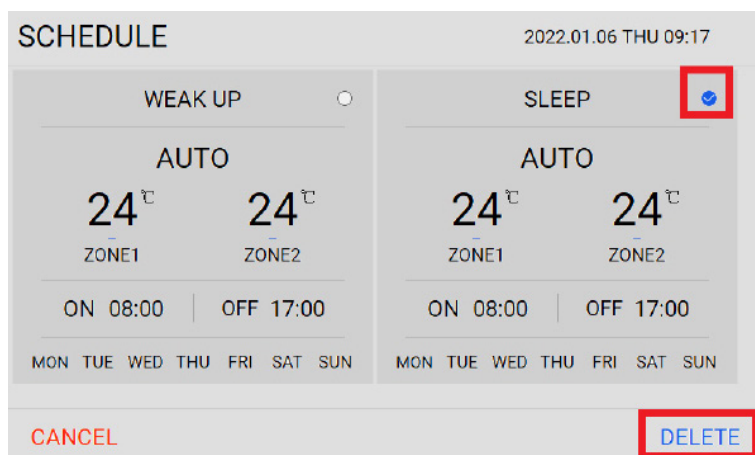 SCHEDULE 2022.01.06 THU 09:17
WEAK UP
AUTO
24℃ 24℃
ZONE1 ZONE2
ON 08:00 OFF 17:00
MON TUE WED THU FRI SAT SUN
SLEEP
AUTO
24℃ 24℃
ZONE1 ZONE2
ON 08:00 OFF 17:00
MON TUE WED THU FRI SAT SUN
CANCEL DELETE